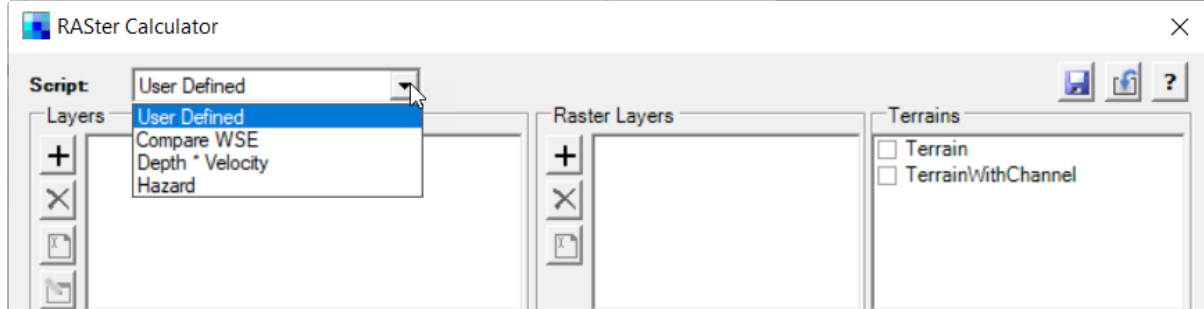 RASter Calculator
Script: User Defined
?
Layers
User Defined
Compare WSE
Depth * Velocity
Hazard
Raster Layers
Terrains
Terrain
TerrainWithChannel